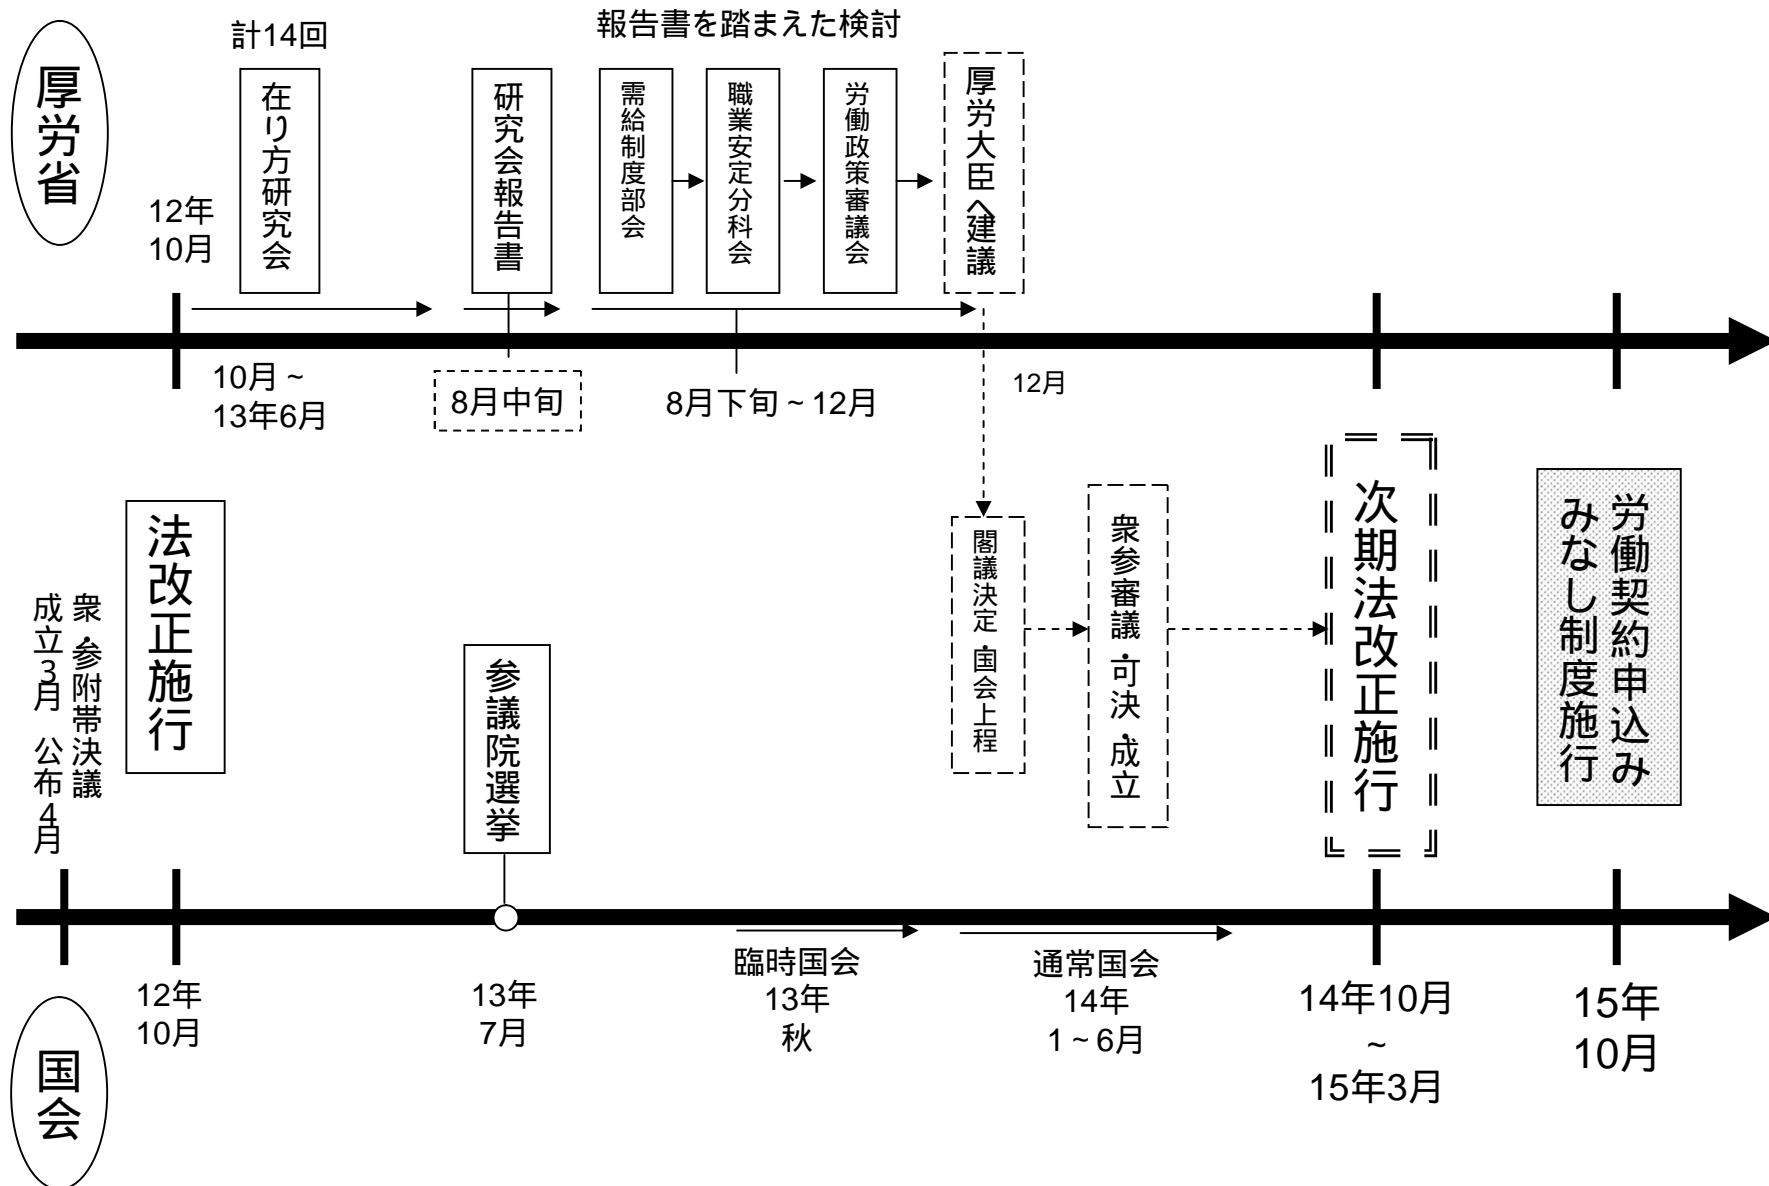 厚労省
計14回
報告書を踏まえた検討
在り方研究会
研究会報告書
需給制度部会
職業安定分科会
労働政策審議会
厚労大臣へ建議
12年
10月
10月~
13年6月
8月中旬
8月下旬~12月
12月
衆・参附帯決議
成立3月 公布4月
法改正施行
参議院選挙
閣議決定・国会上程
衆参審議・可決・成立
次期法改正施行
労働契約申込み
みなし制度施行
12年
10月
13年
7月
臨時国会
13年
秋
通常国会
14年
1~6月
14年10月
~
15年3月
15年
10月
国会